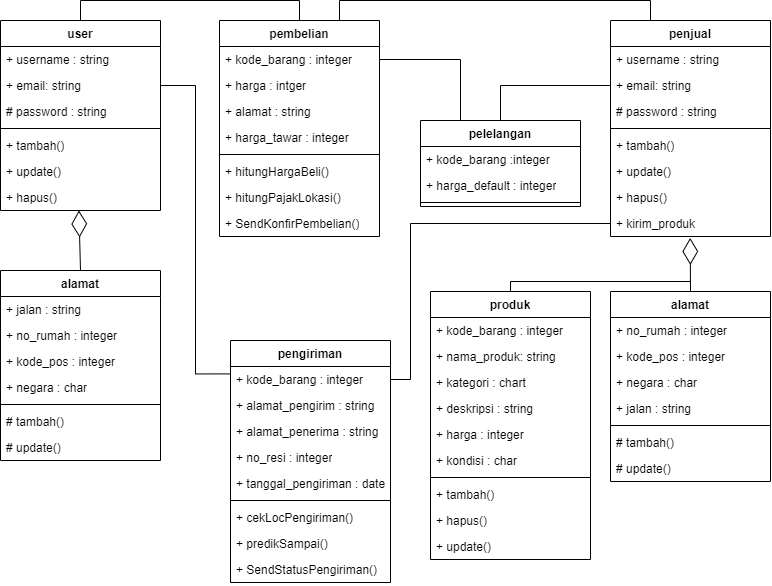 user
+ username : string
+ email: string
# password : string
+ tambah()
+ update()
+ hapus()
pembelian
+ kode_barang : integer
+ harga : intger
+ alamat : string
+ harga_tawar : integer
+ hitungHargaBeli()
+ hitungPajakLokasi()
+ SendKonfirPembelian()
pelelangan
+ kode_barang :integer
+ harga_default : integer
penjual
+ username : string
+ email: string
# password : string
+ tambah()
+ update()
+ hapus()
+ kirim_produk
alamat
+ jalan : string
+ no_rumah : integer
+ kode_pos : integer
+ negara : char
# tambah()
# update()
pengiriman
+ kode_barang : integer
+ alamat_pengirim : string
+ alamat_penerima : string
+ no_resi : integer
+ tanggal_pengiriman : date
+ cekLocPengiriman()
+ predikSampai()
+ SendStatusPengiriman()
produk
+ kode_barang : integer
+ nama_produk: string
+ kategori : chart
+ deskripsi : string
+ harga : integer
+ kondisi : char
+ tambah()
+ hapus()
+ update()
alamat
+ no_rumah : integer
+ kode_pos : integer
+ negara : char
+ jalan : string
# tambah()
# update()